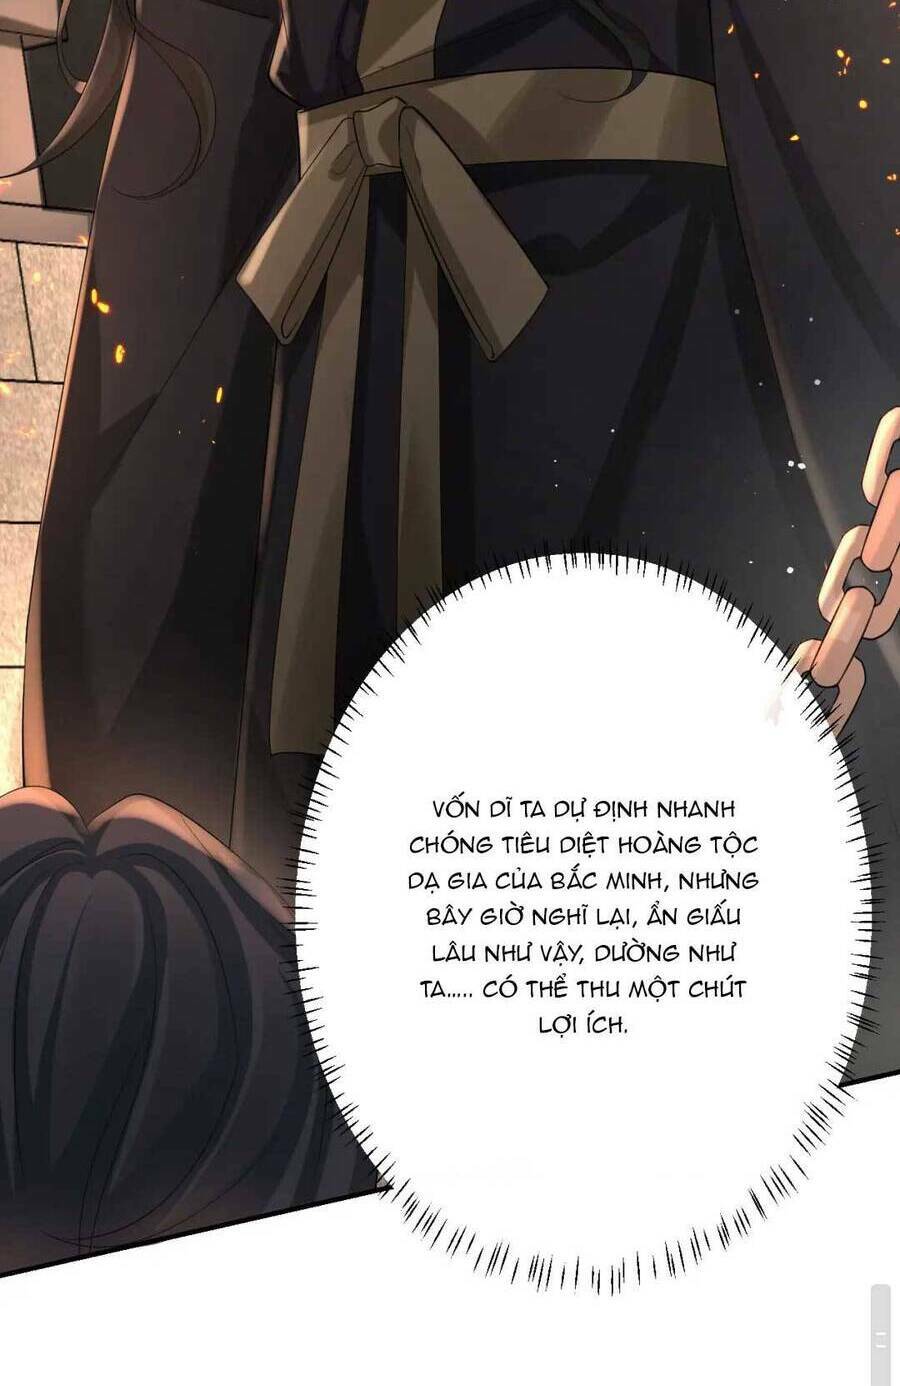 VỐN DĨ TA DỰ ĐỊNH NHANH
CHÓNG TIÊU DIỆT HOÀNG TỘC
DẠ GIA CỦA BẮC MINH, NHƯNG
BÂY GIỜ NGHĨ LẠI, ẨN GIẤU
LÂU NHƯ VẬY, DƯỜNG NHƯ
TA..... CÓ THỂ THU MỘT CHÚT
LỢI ÍCH.